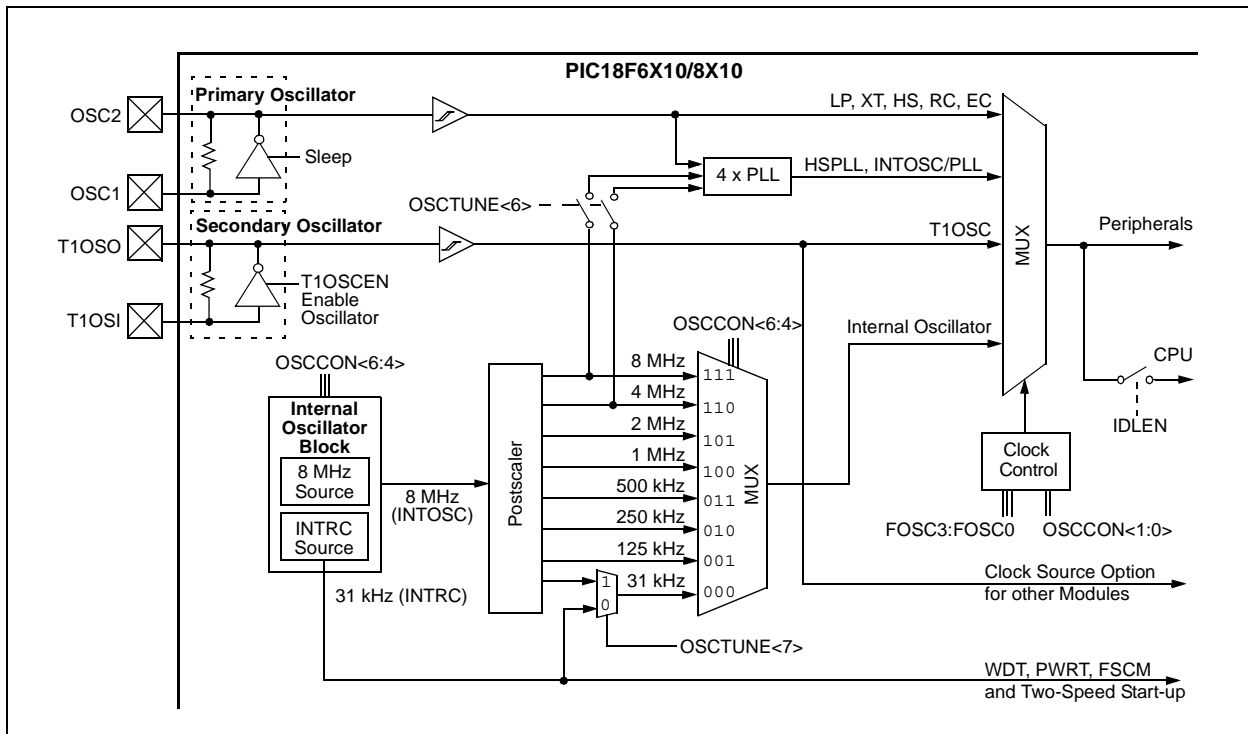 PIC18F6X10/8X10
Primary Oscillator
OSC2
Sleep
OSC1
LP, XT, HS, RC, EC
4 x PLL
HSPLL, INTOSC/PLL
OSCTUNE<6>
Secondary Oscillator
T1OSO
T1OSCEN
Enable
Oscillator
T1OSI
T1OSC
MUX
Peripherals
Internal Oscillator
CPU
IDLEN
Clock
Control
FOSC3:FOSC0
OSCCON<1:0>
OSCCON<6:4>
OSCCON<6:4>
Internal
Oscillator
Block
8 MHz
Source
INTRC
Source
8 MHz
(INTOSC)
31 kHz (INTRC)
Postscaler
8 MHz
111
4 MHz
110
2 MHz
101
1 MHz
100
500 kHz
011
250 kHz
010
125 kHz
001
1
0
31 kHz
000
MUX
OSCTUNE<7>
Clock Source Option
for other Modules
WDT, PWRT, FSCM
and Two-Speed Start-up